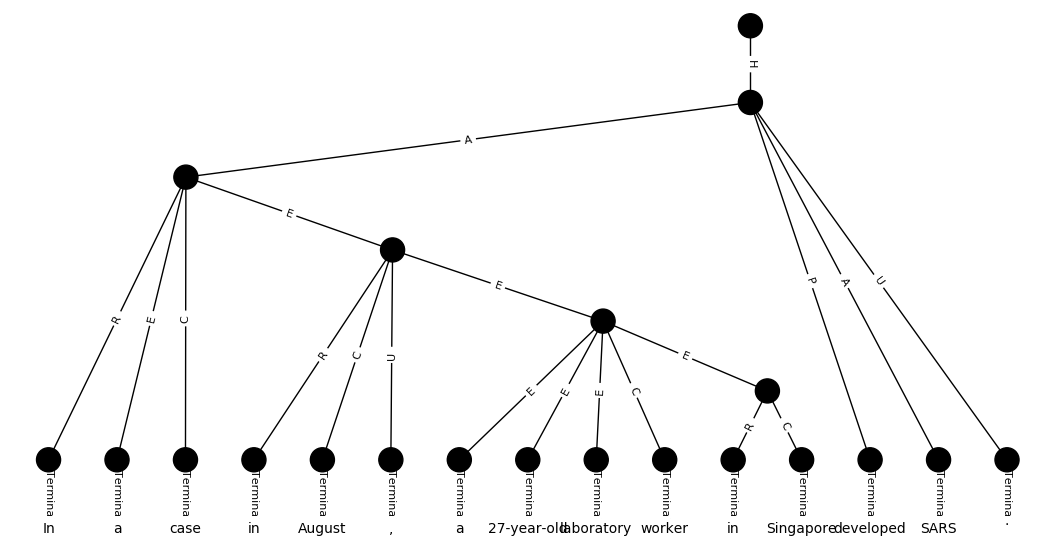 H
A
E
E
P
A
U
R
E
C
R
C
U
E
E
E
E
C
R
C
Termina Termina Termina Termina Termina Termina Termina Termina Termina Termina Termina Termina Termina Termina Termina
In a case in August , a 27-year-old laboratory worker in Singapore developed SARS .